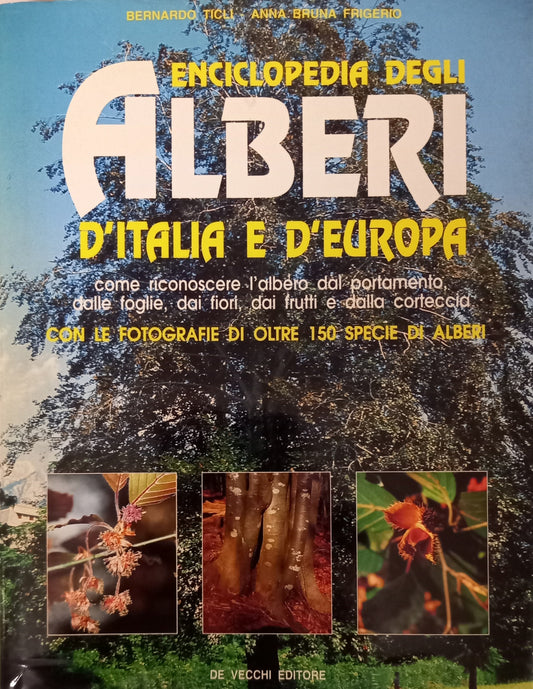 BERNARDO TICLI - ANNA BRUNA FRIGERIO
ENCICLOPEDIA DEGLI
ALBERI
D'ITALIA E D'EUROPA
come riconoscere l'albero dal portamento,
dalle foglie, dai fiori, dai frutti e dalla corteccia
CON LE FOTOGRAFIE DI OLTRE 150 SPECIE DI ALBERI
DE VECCHI EDITORE